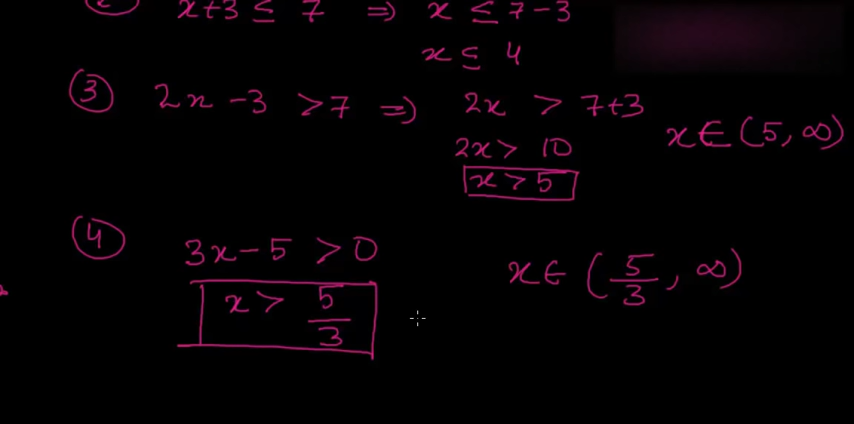 ② x+3 ≤ 7 ⇒ x ≤ 7-3
x ≤ 4
③ 2x - 3 > 7 ⇒ 2x > 7+3
2x > 10
x > 5
x ∈ (5, ∞)
④ 3x - 5 > 0
x > 5/3
x ∈ (5/3, ∞)